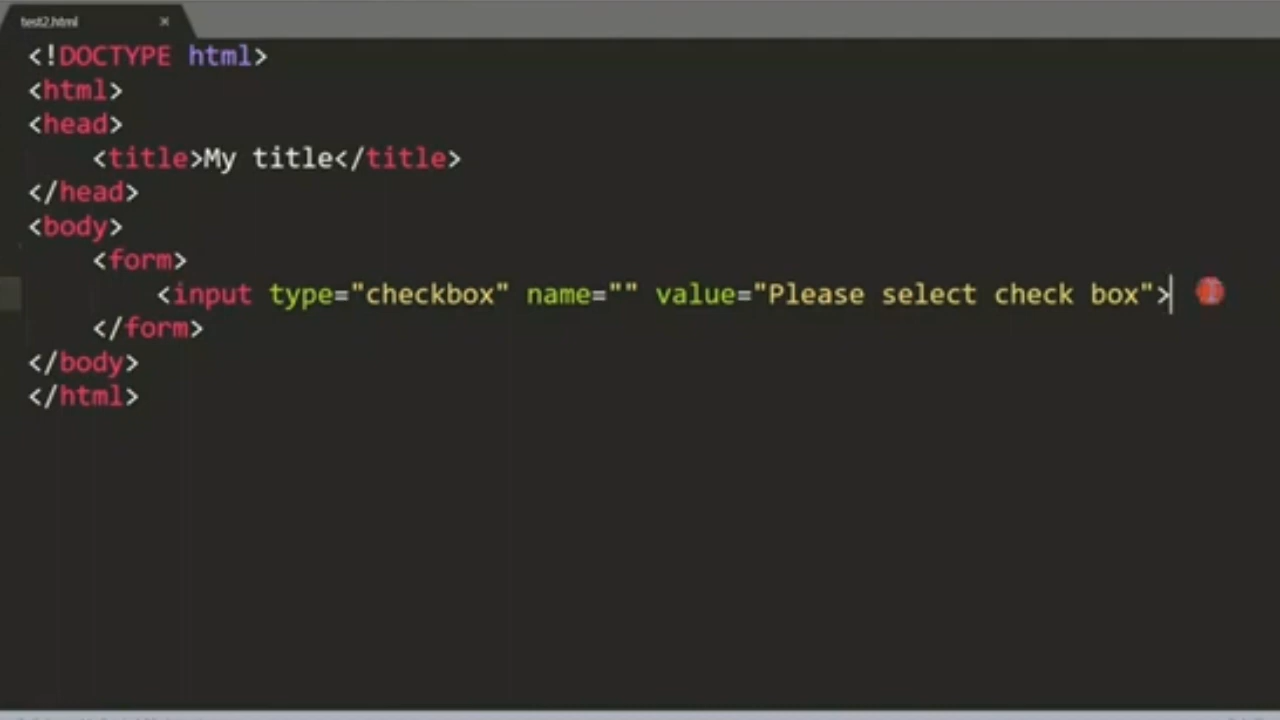 test2.html
<!DOCTYPE html>
<html>
<head>
    <title>My title</title>
</head>
<body>
    <form>
        <input type="checkbox" name="" value="Please select check box">
    </form>
</body>
</html>